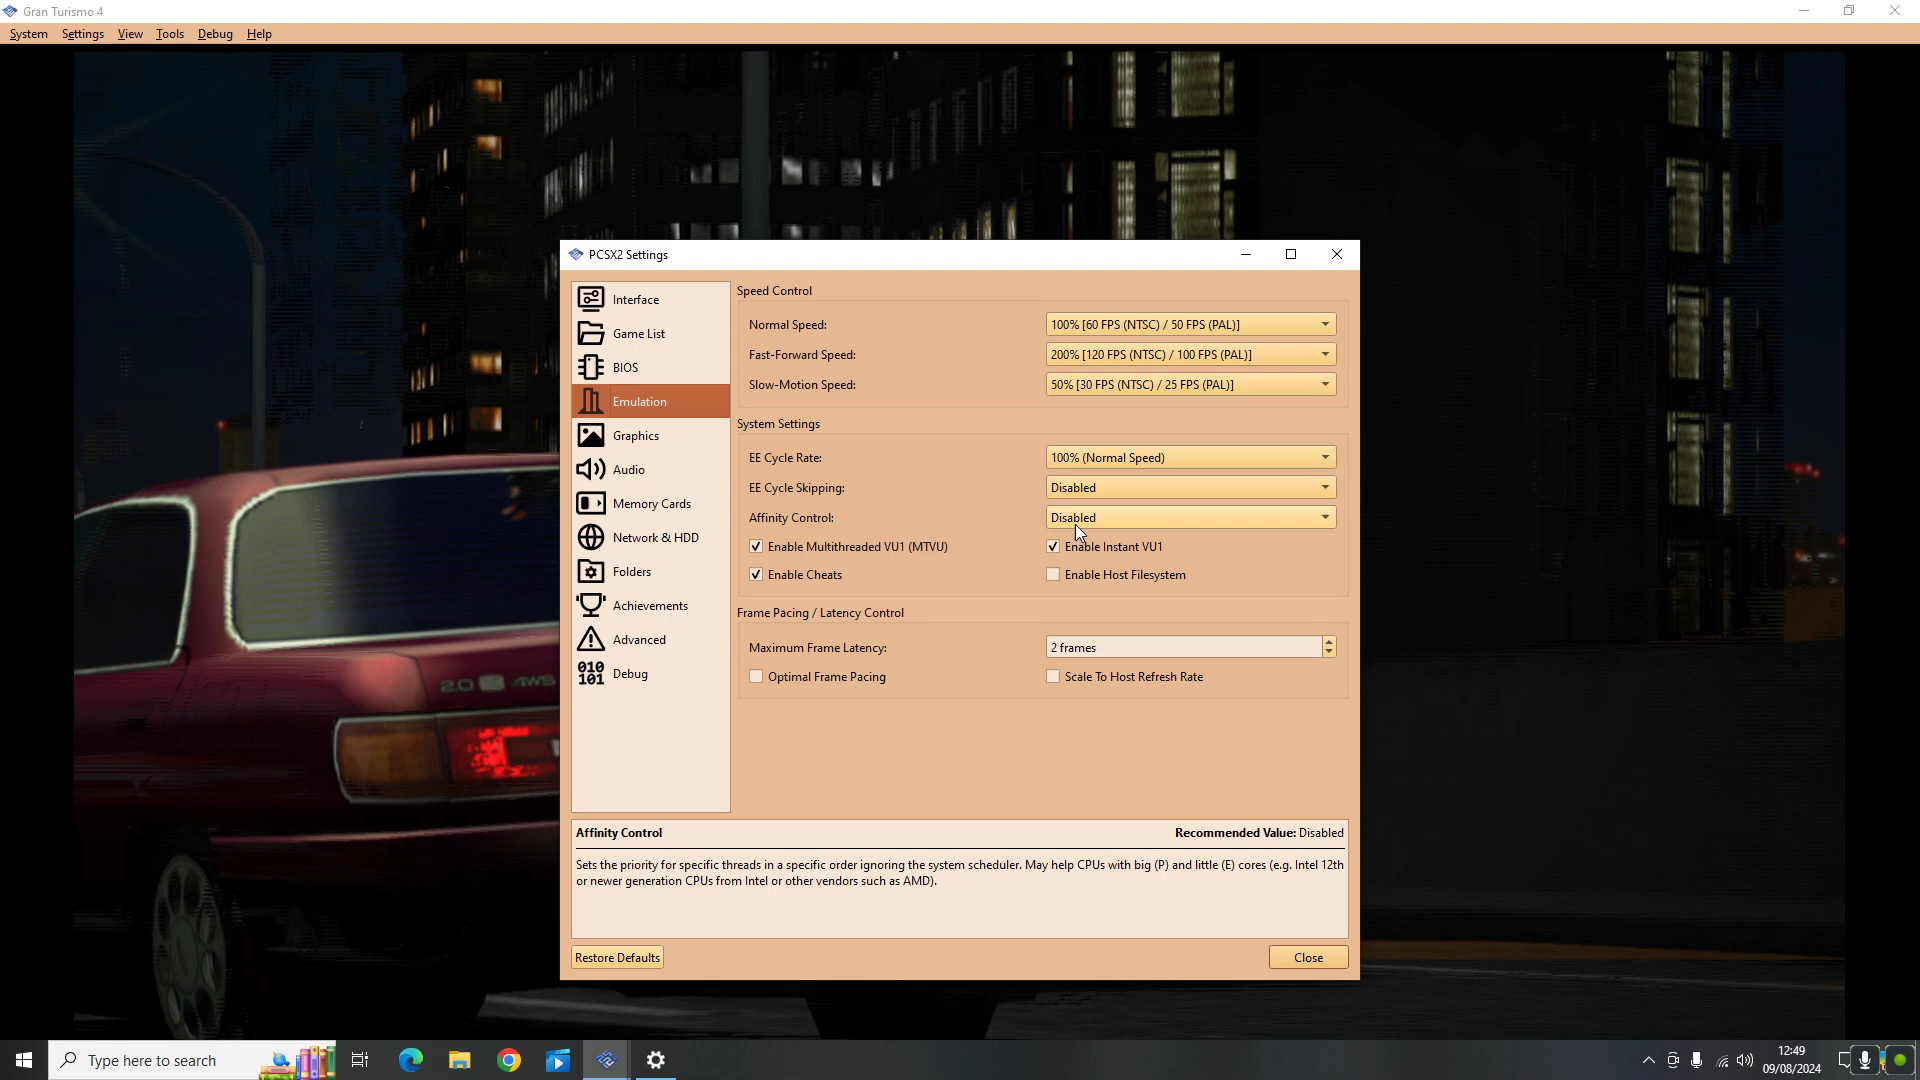 Gran Turismo 4
System Settings View Tools Debug Help
2.0 4WS
PCSX2 Settings
Interface
Game List
BIOS
Emulation
Graphics
Audio
Memory Cards
Network & HDD
Folders
Achievements
Advanced
010
101 Debug
Speed Control
Normal Speed: 100% [60 FPS (NTSC) / 50 FPS (PAL)]
Fast-Forward Speed: 200% [120 FPS (NTSC) / 100 FPS (PAL)]
Slow-Motion Speed: 50% [30 FPS (NTSC) / 25 FPS (PAL)]
System Settings
EE Cycle Rate: 100% (Normal Speed)
EE Cycle Skipping: Disabled
Affinity Control: Disabled
Enable Multithreaded VU1 (MTVU) Enable Instant VU1
Enable Cheats Enable Host Filesystem
Frame Pacing / Latency Control
Maximum Frame Latency: 2 frames
Optimal Frame Pacing Scale To Host Refresh Rate
Affinity Control Recommended Value: Disabled
Sets the priority for specific threads in a specific order ignoring the system scheduler. May help CPUs with big (P) and little (E) cores (e.g. Intel 12th
or newer generation CPUs from Intel or other vendors such as AMD).
Restore Defaults Close
Type here to search
12:49
09/08/2024